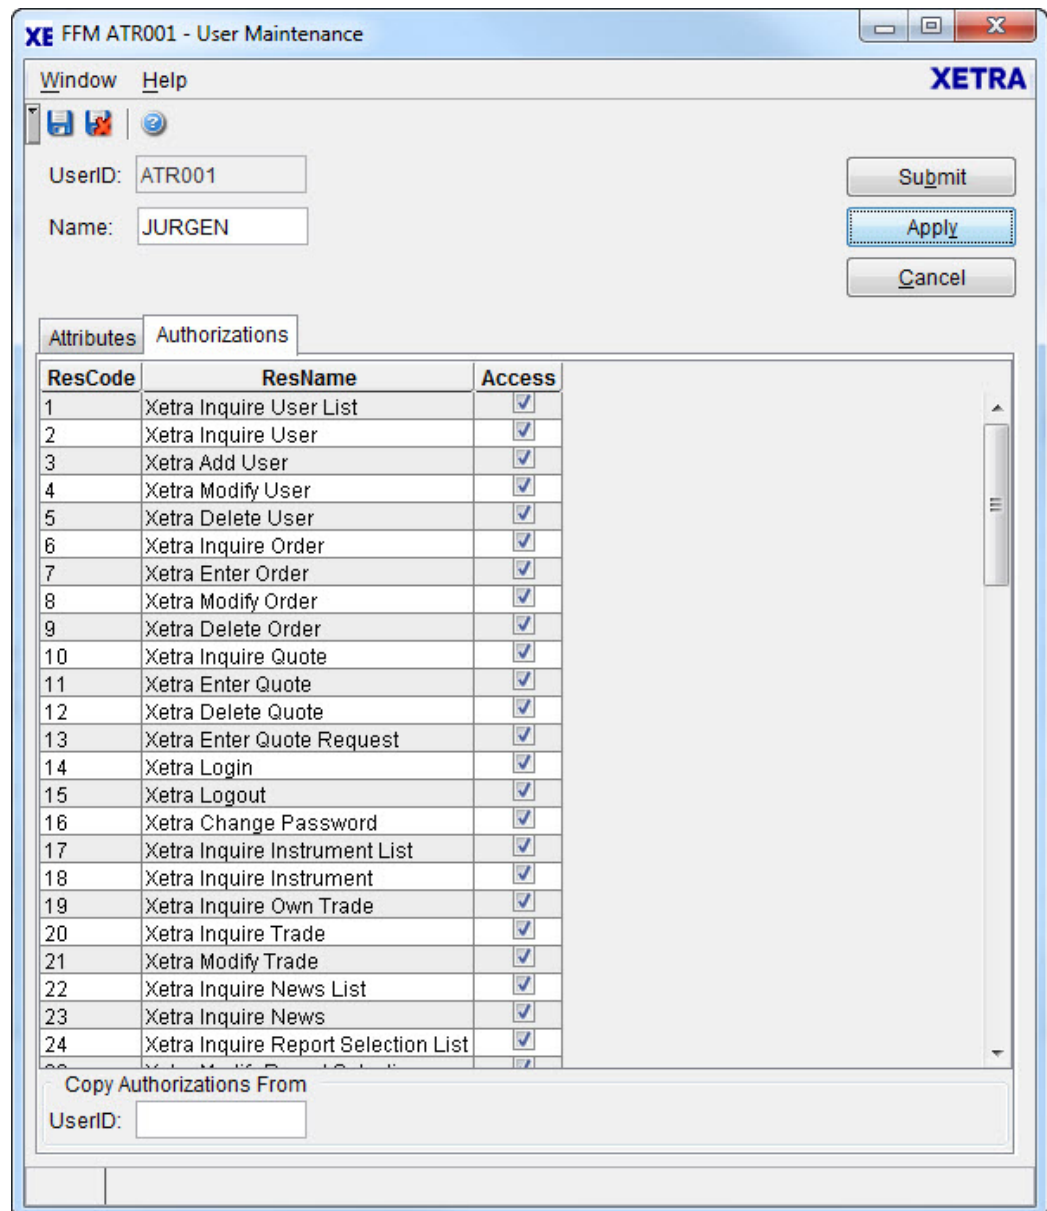 XE FFM ATR001 - User Maintenance
Window Help XETRA
UserID: ATR001 Submit
Name: JURGEN Apply
Cancel
Attributes Authorizations
ResCode ResName Access
1 Xetra Inquire User List
2 Xetra Inquire User
3 Xetra Add User
4 Xetra Modify User
5 Xetra Delete User
6 Xetra Inquire Order
7 Xetra Enter Order
8 Xetra Modify Order
9 Xetra Delete Order
10 Xetra Inquire Quote
11 Xetra Enter Quote
12 Xetra Delete Quote
13 Xetra Enter Quote Request
14 Xetra Login
15 Xetra Logout
16 Xetra Change Password
17 Xetra Inquire Instrument List
18 Xetra Inquire Instrument
19 Xetra Inquire Own Trade
20 Xetra Inquire Trade
21 Xetra Modify Trade
22 Xetra Inquire News List
23 Xetra Inquire News
24 Xetra Inquire Report Selection List
Copy Authorizations From
UserID: